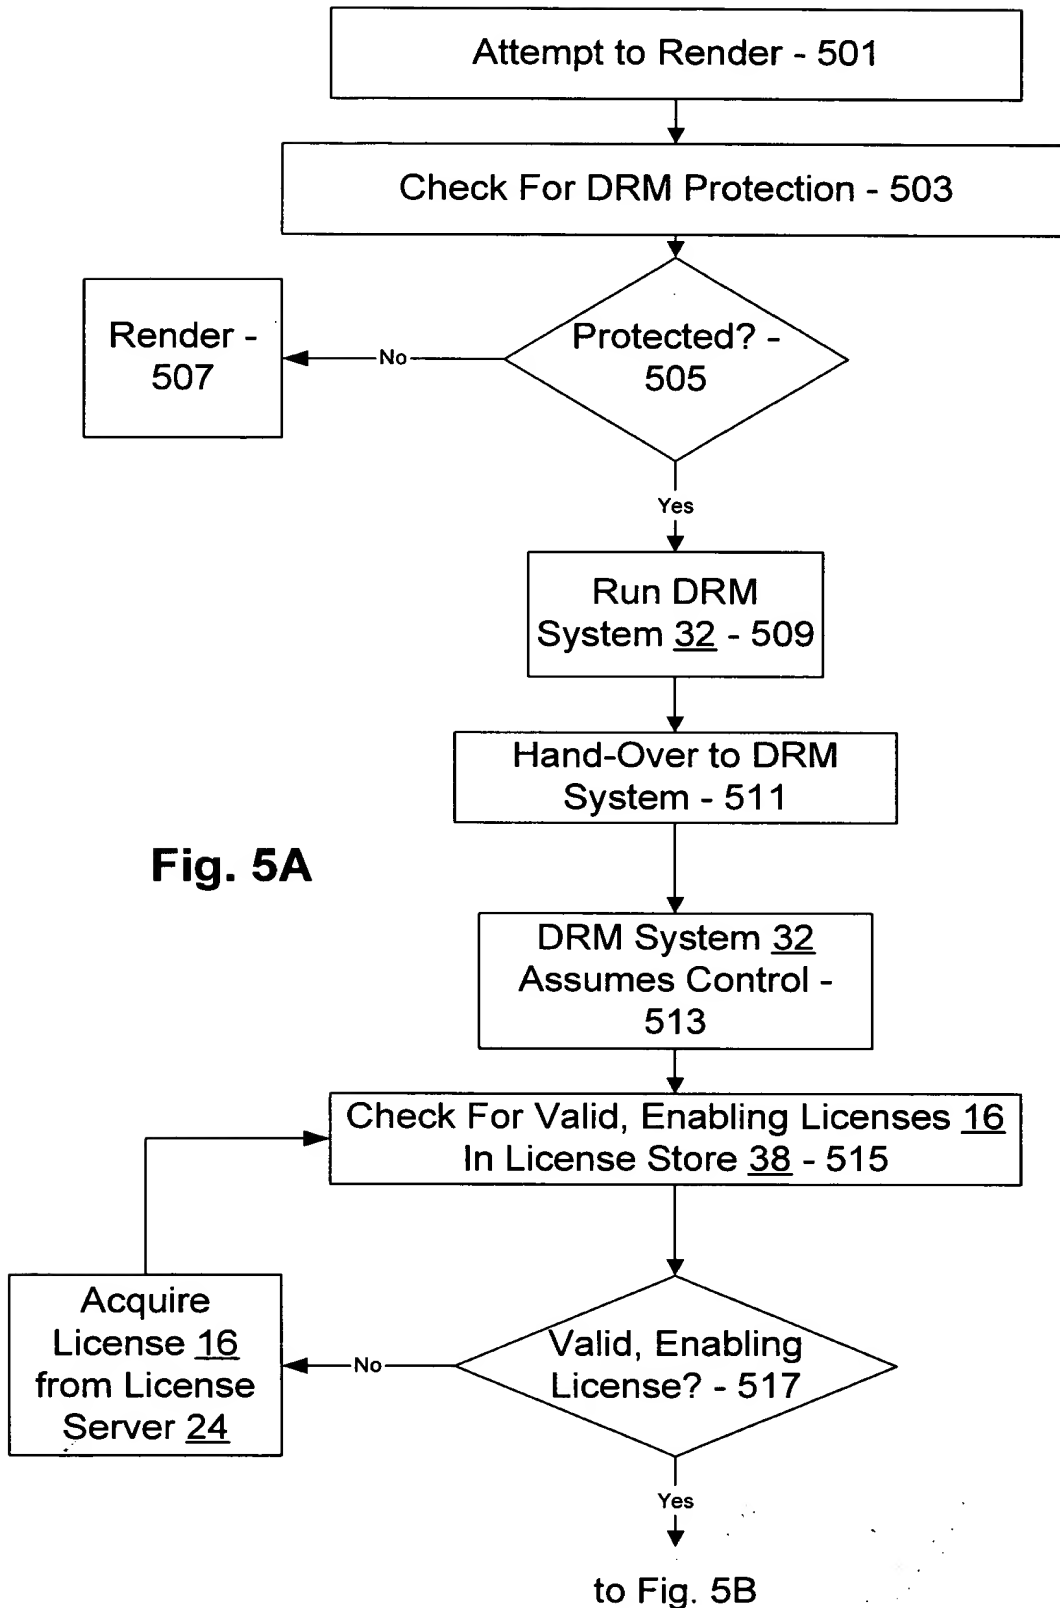 Attempt to Render - 501
Check For DRM Protection - 503
Render -
507
No
Protected? -
505
Yes
Run DRM
System 32 - 509
Hand-Over to DRM
System - 511
Fig. 5A
DRM System 32
Assumes Control -
513
Check For Valid, Enabling Licenses 16
In License Store 38 - 515
Acquire
License 16
from License
Server 24
No
Valid, Enabling
License? - 517
Yes
to Fig. 5B